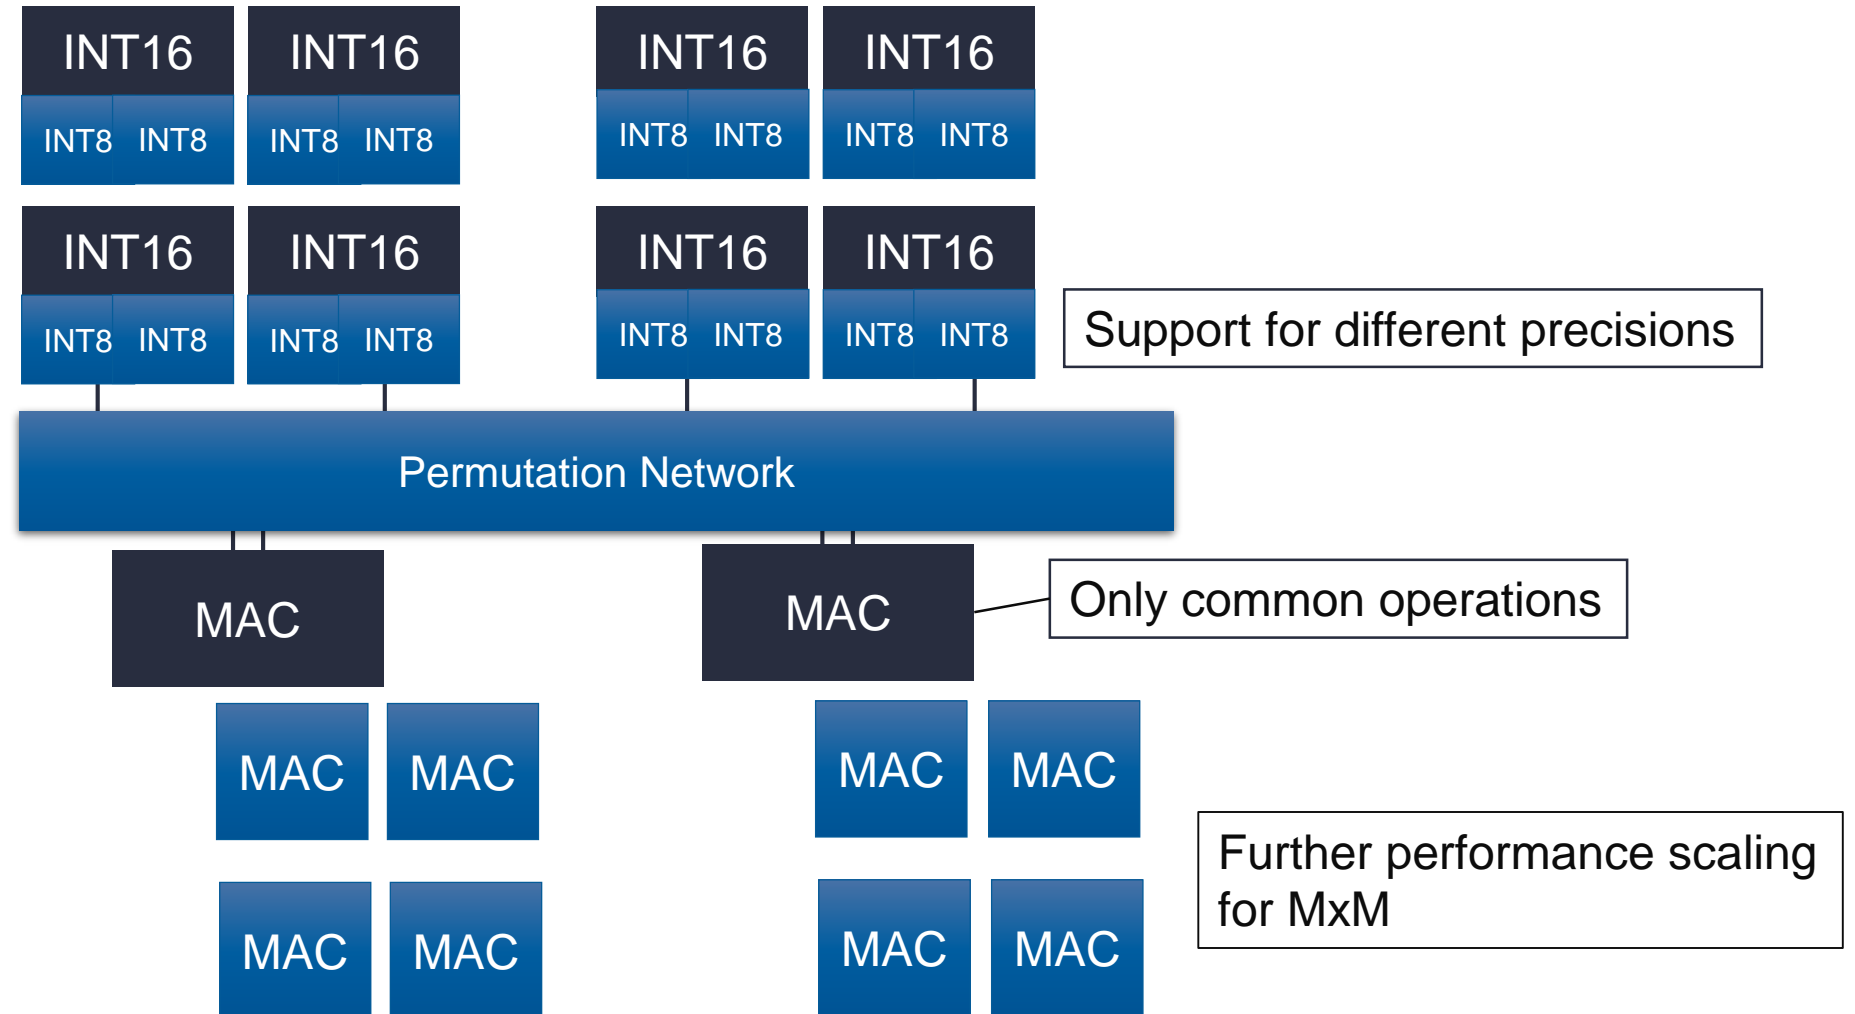 INT16 INT16 INT16 INT16
INT8 INT8 INT8 INT8 INT8 INT8 INT8 INT8
INT16 INT16 INT16 INT16
INT8 INT8 INT8 INT8 INT8 INT8 INT8 INT8
Support for different precisions
Permutation Network
MAC MAC
Only common operations
MAC MAC MAC MAC
Further performance scaling
for MxM
MAC MAC MAC MAC